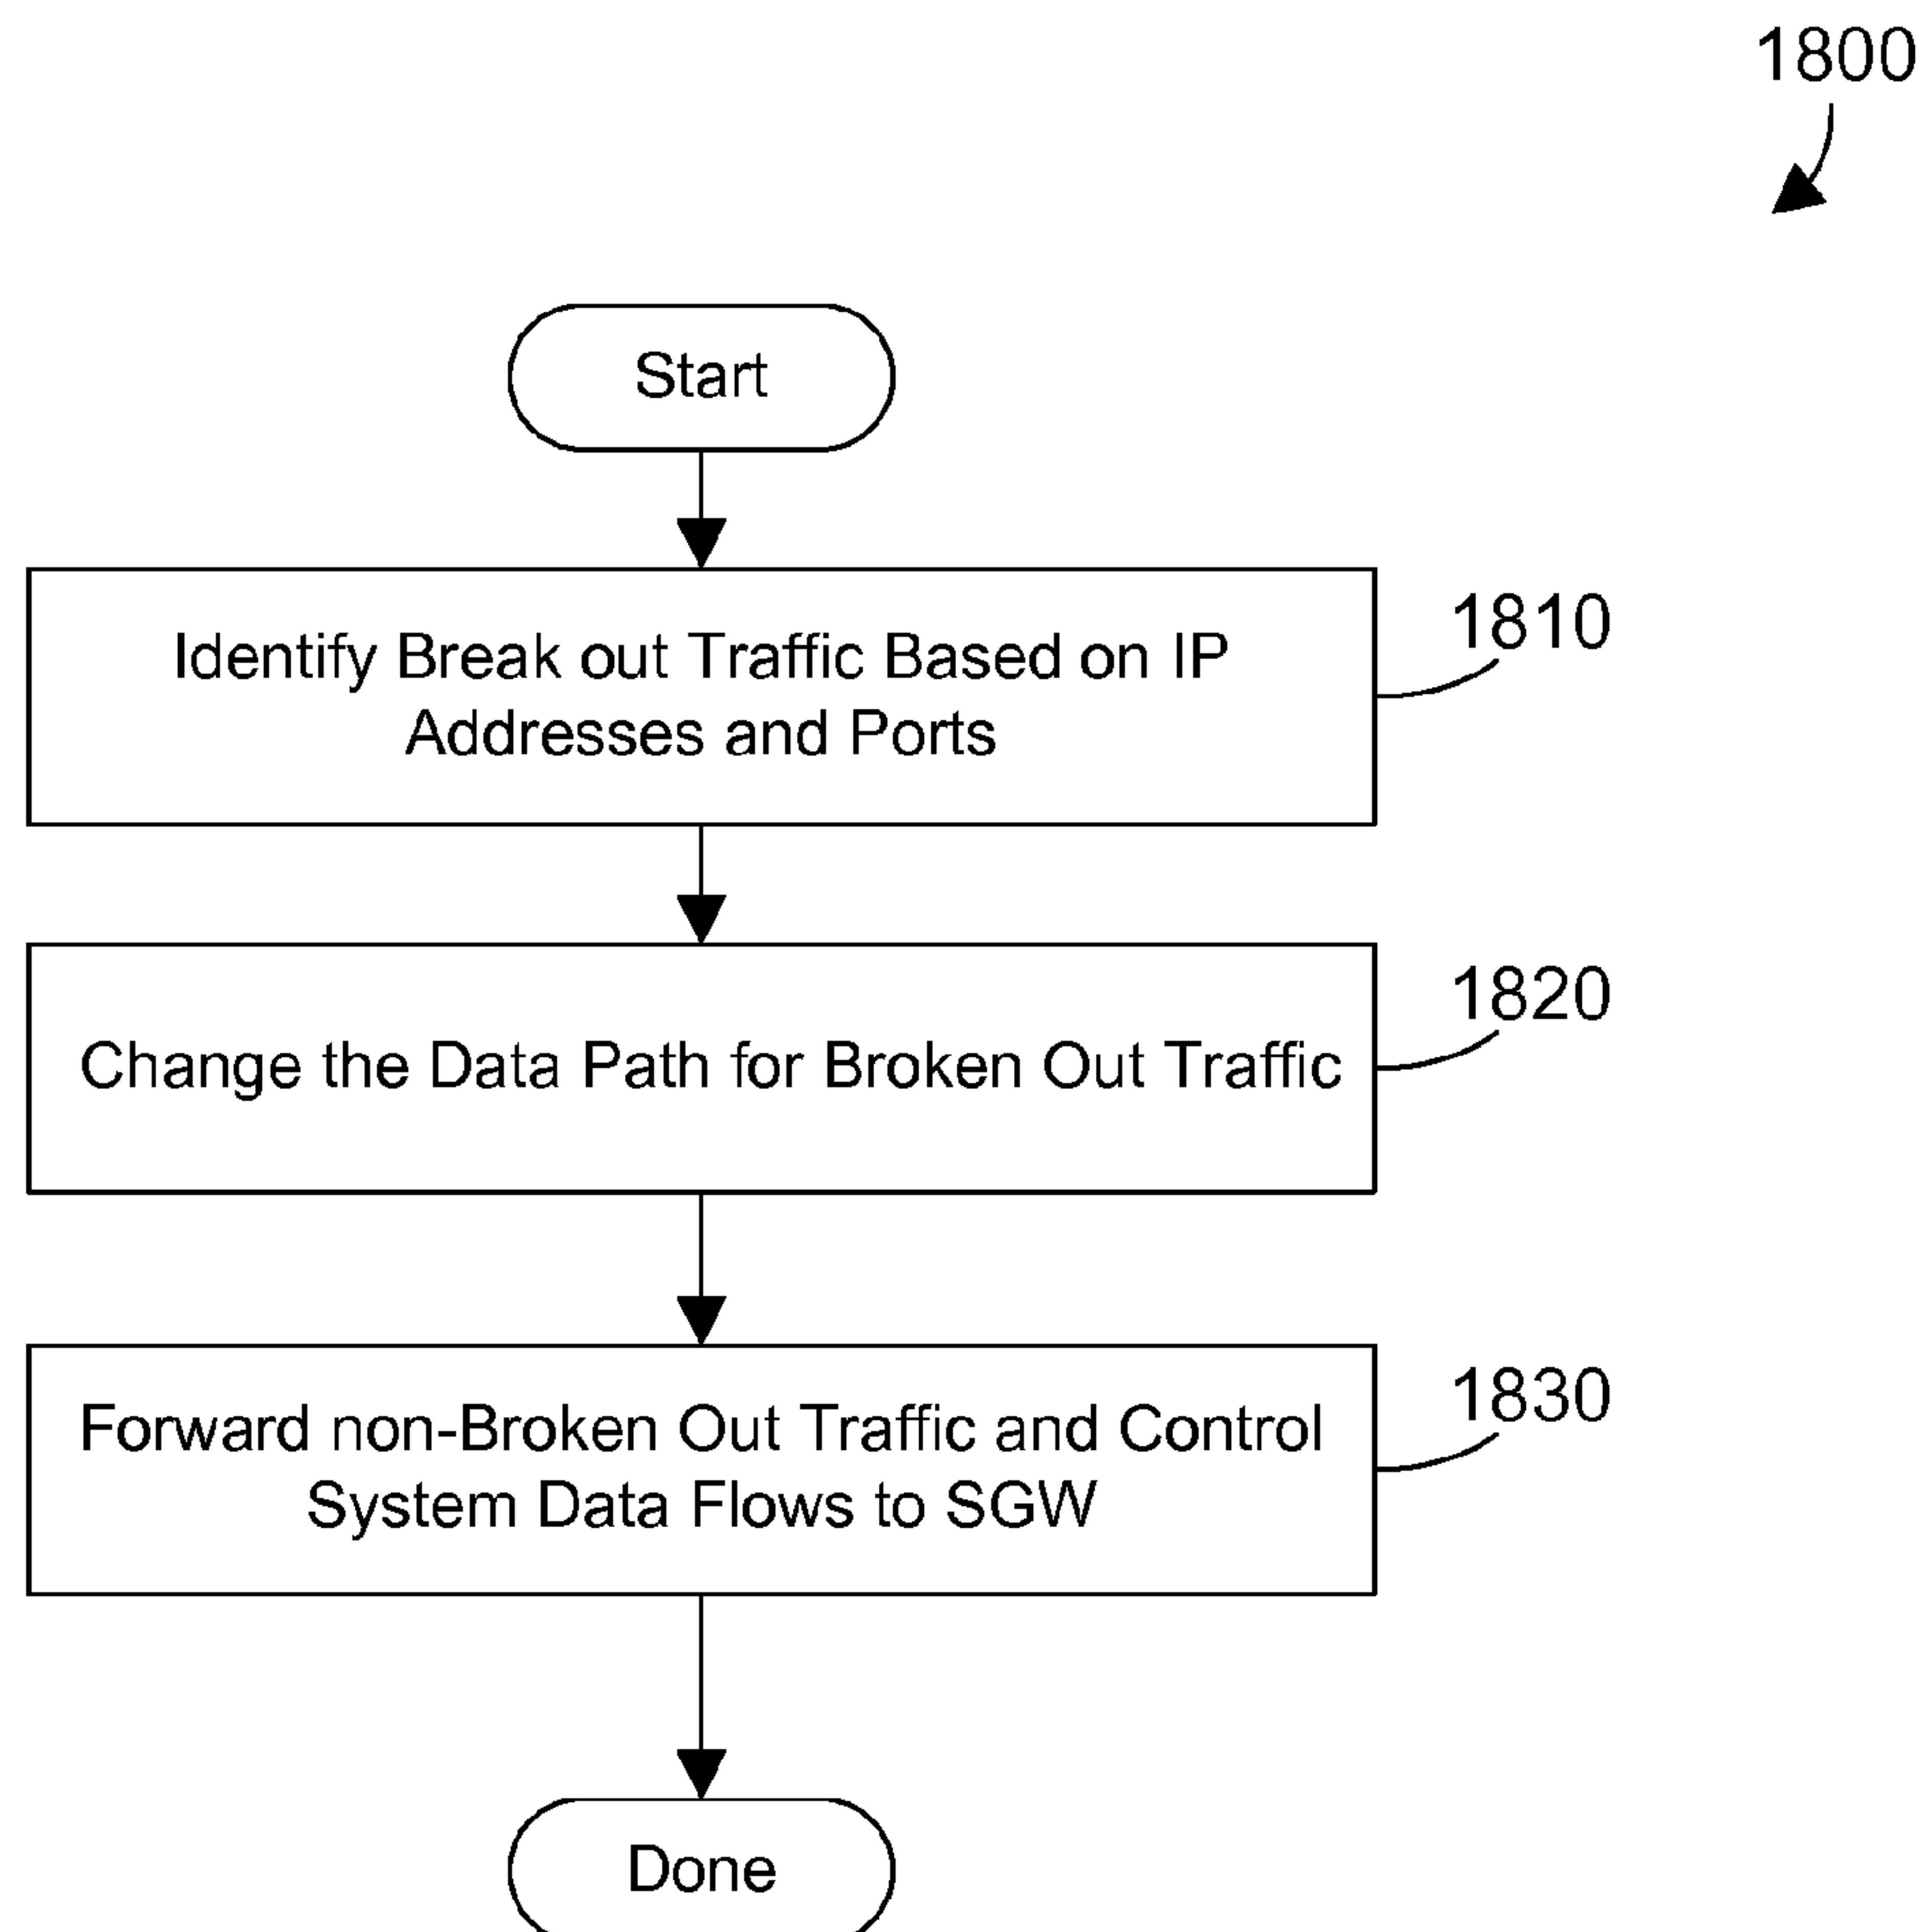 1800
Start
Identify Break out Traffic Based on IP
Addresses and Ports
1810
Change the Data Path for Broken Out Traffic
1820
Forward non-Broken Out Traffic and Control
System Data Flows to SGW
1830
Done